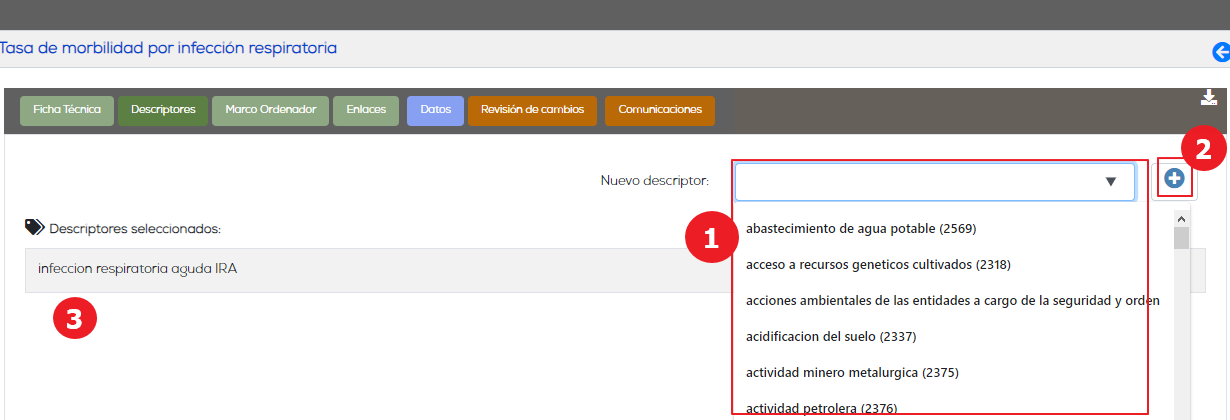 Tasa de morbilidad por infección respiratoria
Ficha Técnica Descriptores Marco Ordenador Enlaces Datos Revisión de cambios Comunicaciones
2
Nuevo descriptor:
1
abastecimiento de agua potable (2569)
acceso a recursos geneticos cultivados (2318)
acciones ambientales de las entidades a cargo de la seguridad y orden
acidificacion del suelo (2337)
actividad minero metalurgica (2375)
actividad petrolera (2376)
Descriptores seleccionados:
infeccion respiratoria aguda IRA
3